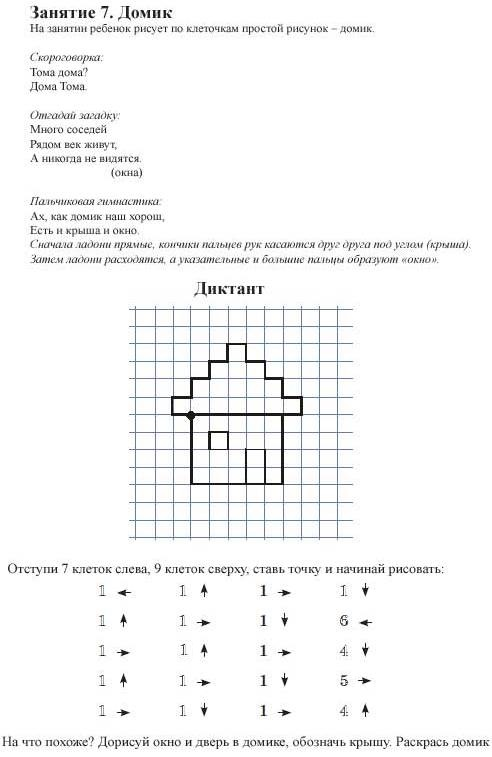 Занятие 7. Домик
На занятии ребенок рисует по клеточкам простой рисунок – домик.
Скороговорка:
Тома дома?
Дома Тома.
Отгадай загадку:
Много соседей
Рядом век живут,
А никогда не видятся.
(окна)
Пальчиковая гимнастика:
Ах, как домик наш хорош,
Есть и крыша и окно.
Сначала ладони прямые, кончики пальцев рук касаются друг друга под углом (крыша).
Затем ладони расходятся, а указательные и большие пальцы образуют «окно».
Диктант
Отступи 7 клеток слева, 9 клеток сверху, ставь точку и начинай рисовать:
1 ← 1 ↑ 1 → 1 ↓
1 ↑ 1 → 1 ↓ 6 ←
1 → 1 ↑ 1 → 4 ↓
1 ↑ 1 → 1 ↓ 5 →
1 → 1 ↓ 1 → 4 ↑
На что похоже? Дорисуй окно и дверь в домике, обозначь крышу. Раскрась домик